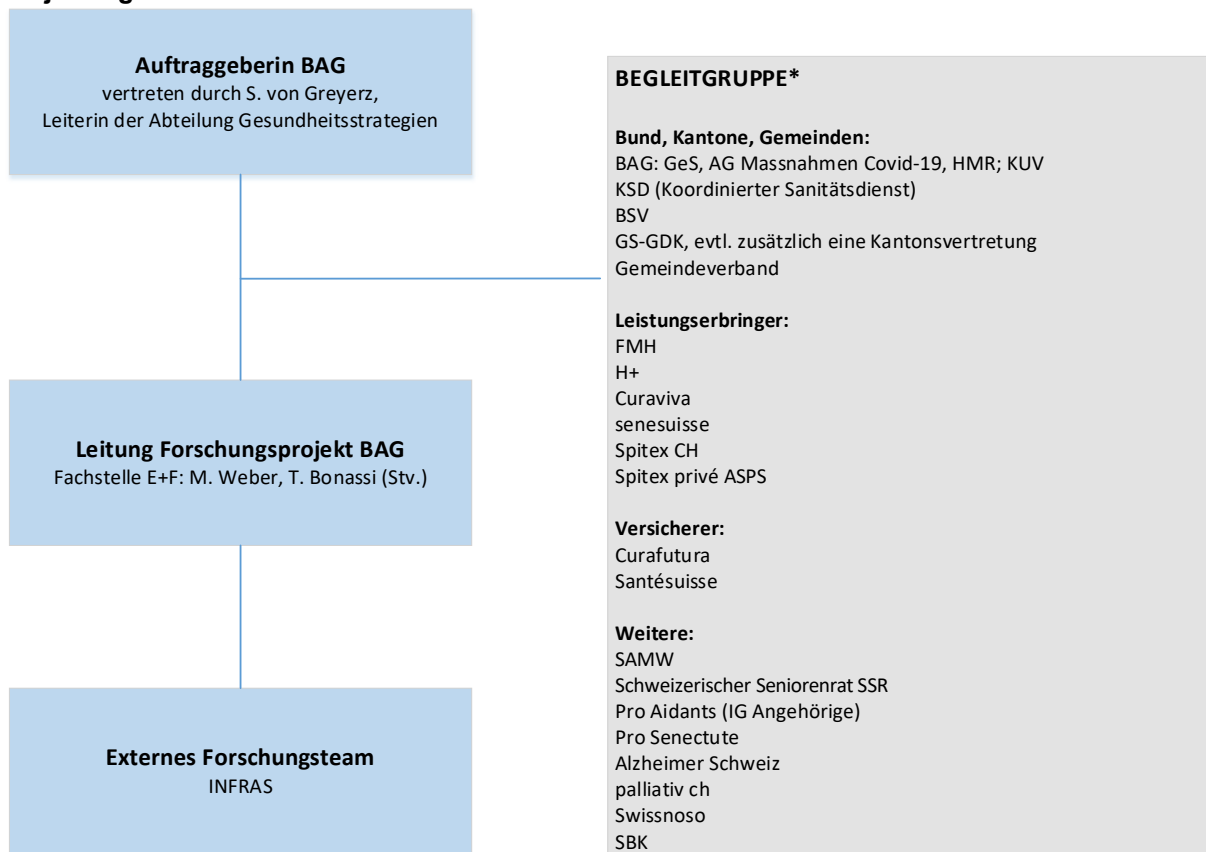 Auftraggeberin BAG
vertreten durch S. von Greyerz,
Leiterin der Abteilung Gesundheitsstrategien
Leitung Forschungsprojekt BAG
Fachstelle E+F: M. Weber, T. Bonassi (Stv.)
Externes Forschungsteam
INFRAS
BEGLEITGRUPPE*
Bund, Kantone, Gemeinden:
BAG: GeS, AG Massnahmen Covid-19, HMR; KUV
KSD (Koordinierter Sanitätsdienst)
BSV
GS-GDK, evtl. zusätzlich eine Kantonsvertretung
Gemeindeverband
Leistungserbringer:
FMH
H+
Curaviva
senesuisse
Spitex CH
Spitex privé ASPS
Versicherer:
Curafutura
Santésuisse
Weitere:
SAMW
Schweizerischer Seniorenrat SSR
Pro Aidants (IG Angehörige)
Pro Senectute
Alzheimer Schweiz
palliativ ch
Swissnoso
SBK